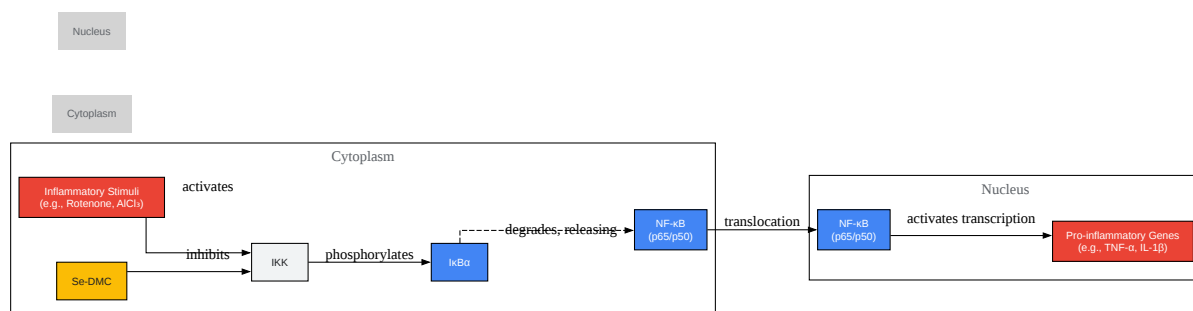 Nucleus
Cytoplasm
Cytoplasm
Inflammatory Stimuli
(e.g., Rotenone, AlCl₃)
activates
Se-DMC
inhibits
IKK
phosphorylates
IκBα
degrades, releasing
NF-κB
(p65/p50)
translocation
Nucleus
NF-κB
(p65/p50)
activates transcription
Pro-inflammatory Genes
(e.g., TNF-α, IL-1β)